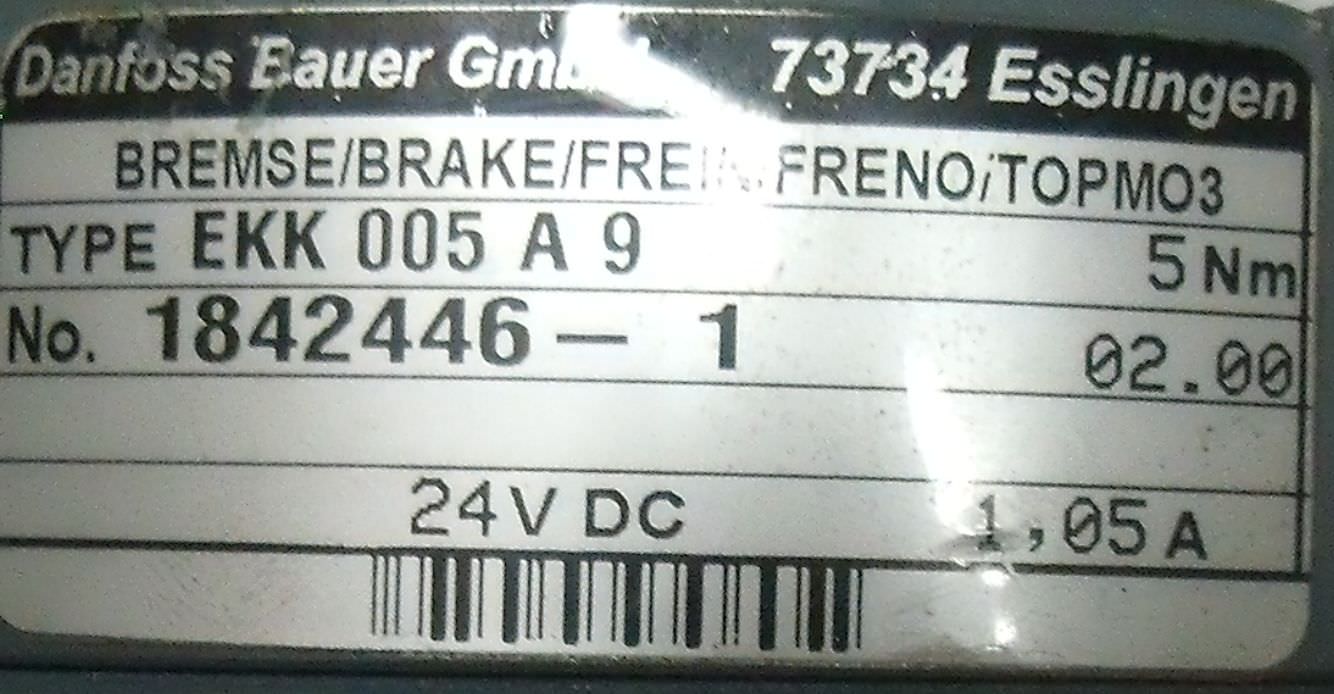 Danfoss Bauer 73734 Esslingen
BREMSE/BRAKE/FREIN/FRENO/TOPMO3
TYPE EKK 005 A 9 5 Nm
No. 1842446 – 1 02.00
24V DC 1,05 A